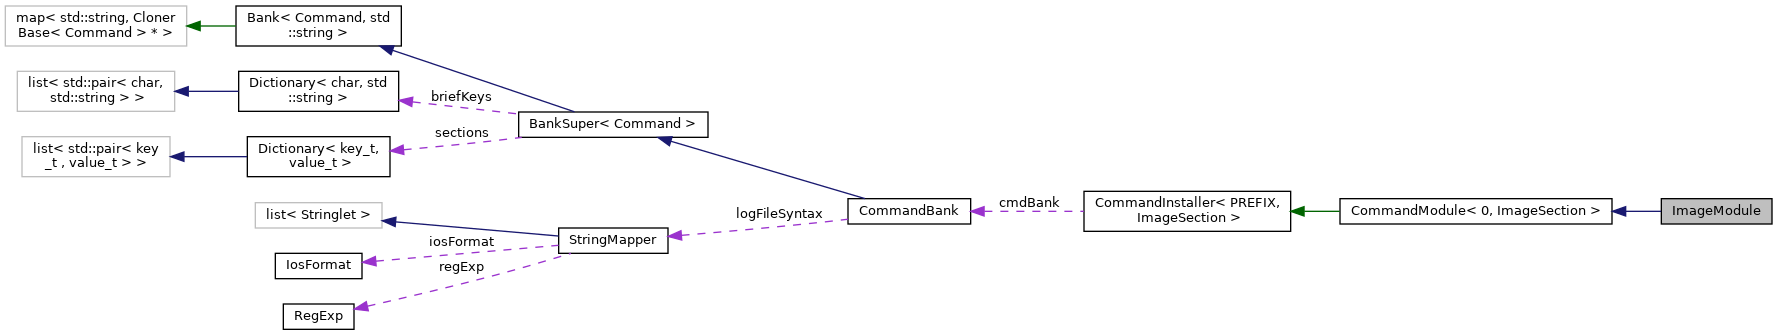 map< std::string, Cloner
Base< Command > * >
Bank< Command, std
::string >
list< std::pair< char,
std::string > >
Dictionary< char, std
::string >
briefKeys
BankSuper< Command >
sections
list< std::pair< key
_t , value_t > >
Dictionary< key_t,
value_t >
list< Stringlet >
logFileSyntax
CommandBank
cmdBank
CommandInstaller< PREFIX,
ImageSection >
CommandModule< 0, ImageSection >
ImageModule
StringMapper
iosFormat
IosFormat
regExp
RegExp